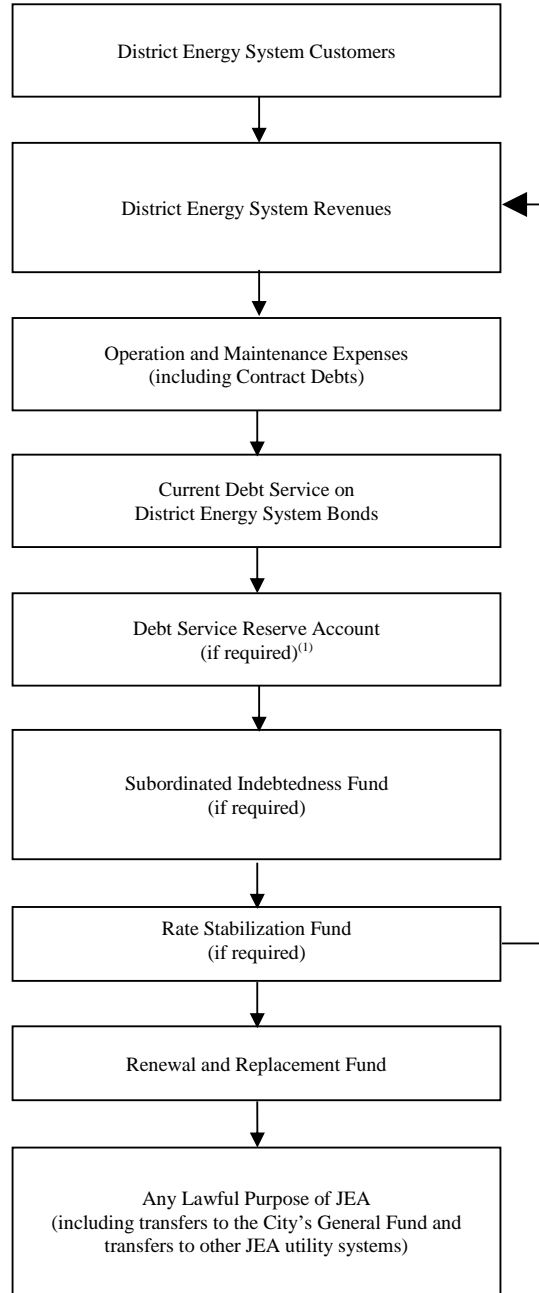 District Energy System Customers
District Energy System Revenues
Operation and Maintenance Expenses
(including Contract Debts)
Current Debt Service on
District Energy System Bonds
Debt Service Reserve Account
(if required)(1)
Subordinated Indebtedness Fund
(if required)
Rate Stabilization Fund
(if required)
Renewal and Replacement Fund
Any Lawful Purpose of JEA
(including transfers to the City’s General Fund and
transfers to other JEA utility systems)